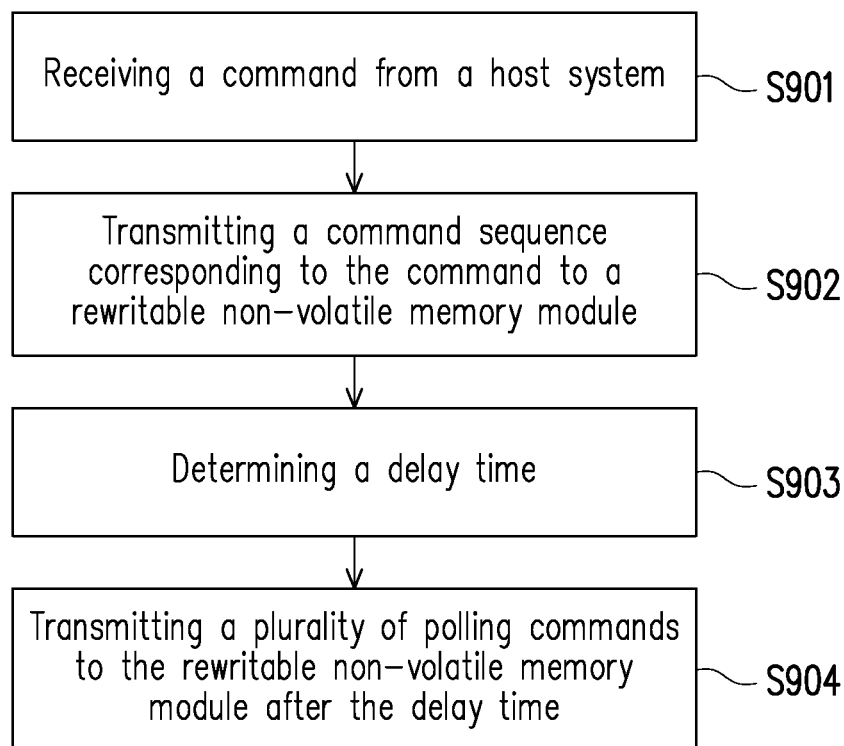 Receiving a command from a host system
S901
Transmitting a command sequence
corresponding to the command to a
rewritable non-volatile memory module
S902
Determining a delay time
S903
Transmitting a plurality of polling commands
to the rewritable non-volatile memory
module after the delay time
S904